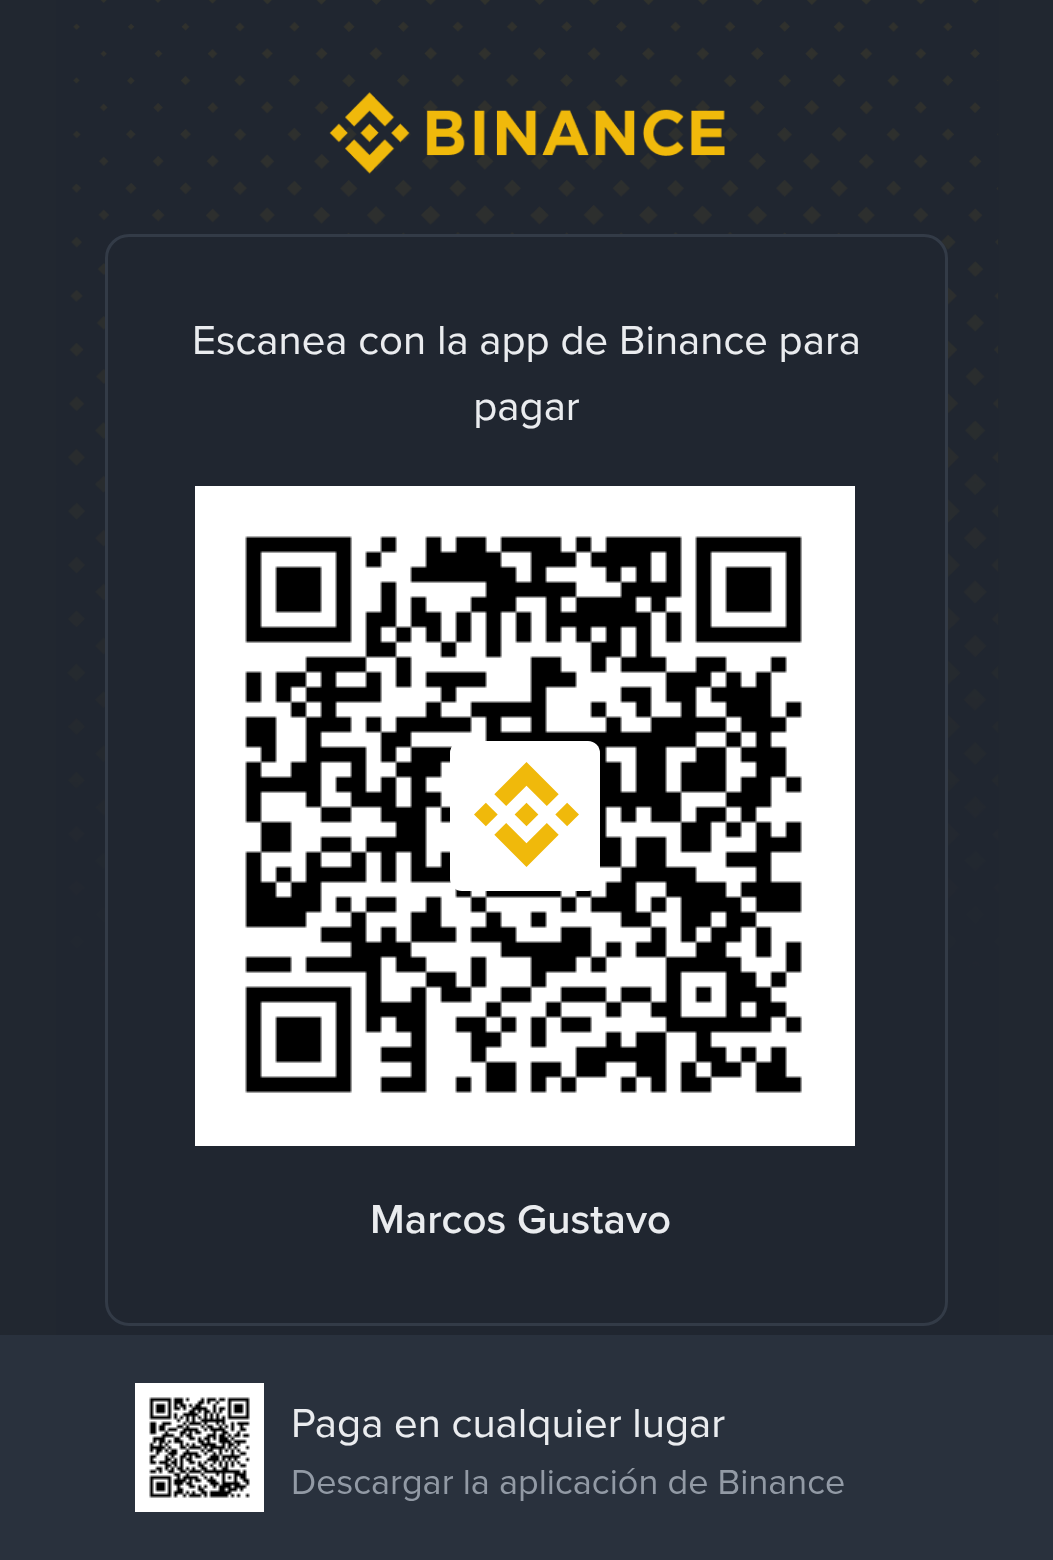 BINANCE
Escanea con la app de Binance para
pagar
Marcos Gustavo
Paga en cualquier lugar
Descargar la aplicación de Binance